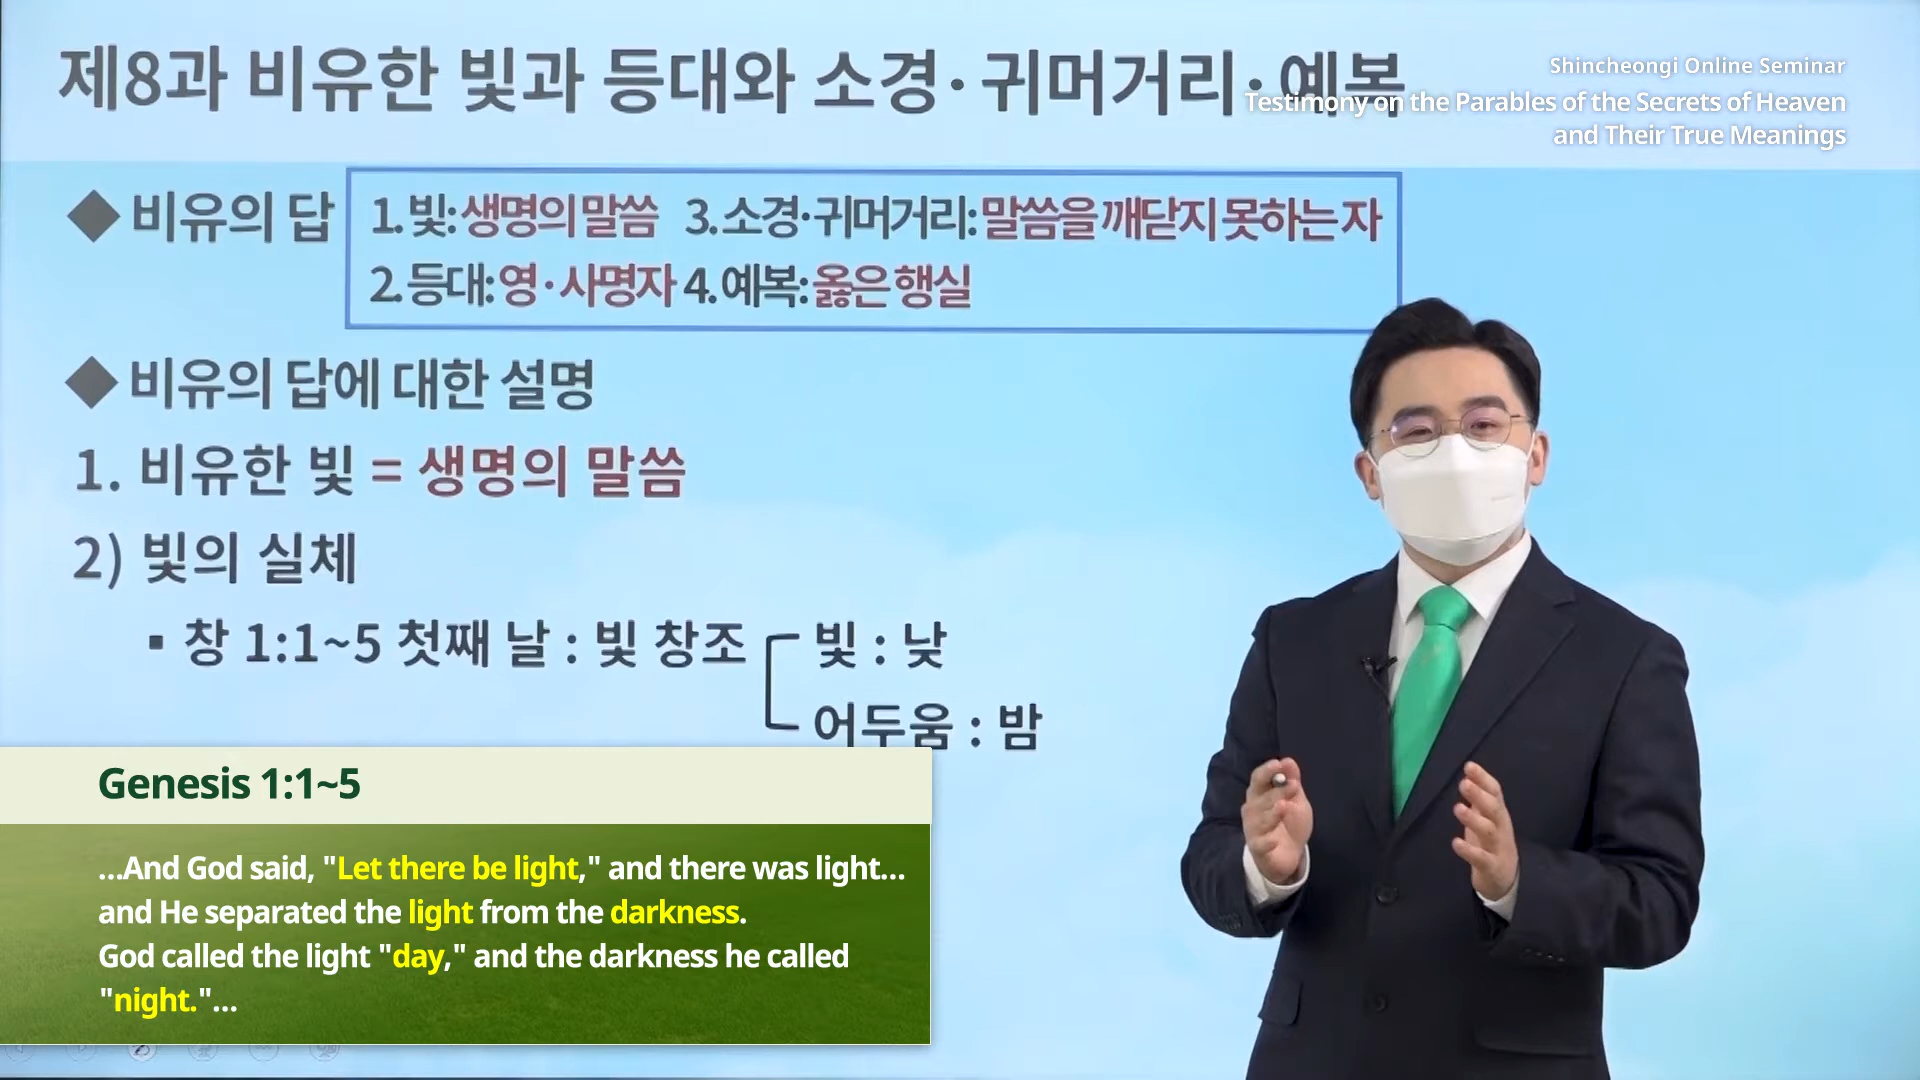 제8과 비유한 빛과 등대와 소경·귀머거리·예복
Shincheongi Online Seminar
Testimony on the Parables of the Secrets of Heaven
and Their True Meanings
◆ 비유의 답
1. 빛: 생명의 말씀 3. 소경·귀머거리: 말씀을 깨닫지 못하는 자
2. 등대: 영·사명자 4. 예복: 옳은 행실
◆ 비유의 답에 대한 설명
1. 비유한 빛 = 생명의 말씀
2) 빛의 실체
▪ 창 1:1~5 첫째 날 : 빛 창조 빛 : 낮
어두움 : 밤
Genesis 1:1~5
...And God said, "Let there be light," and there was light...
and He separated the light from the darkness.
God called the light "day," and the darkness he called
"night."...